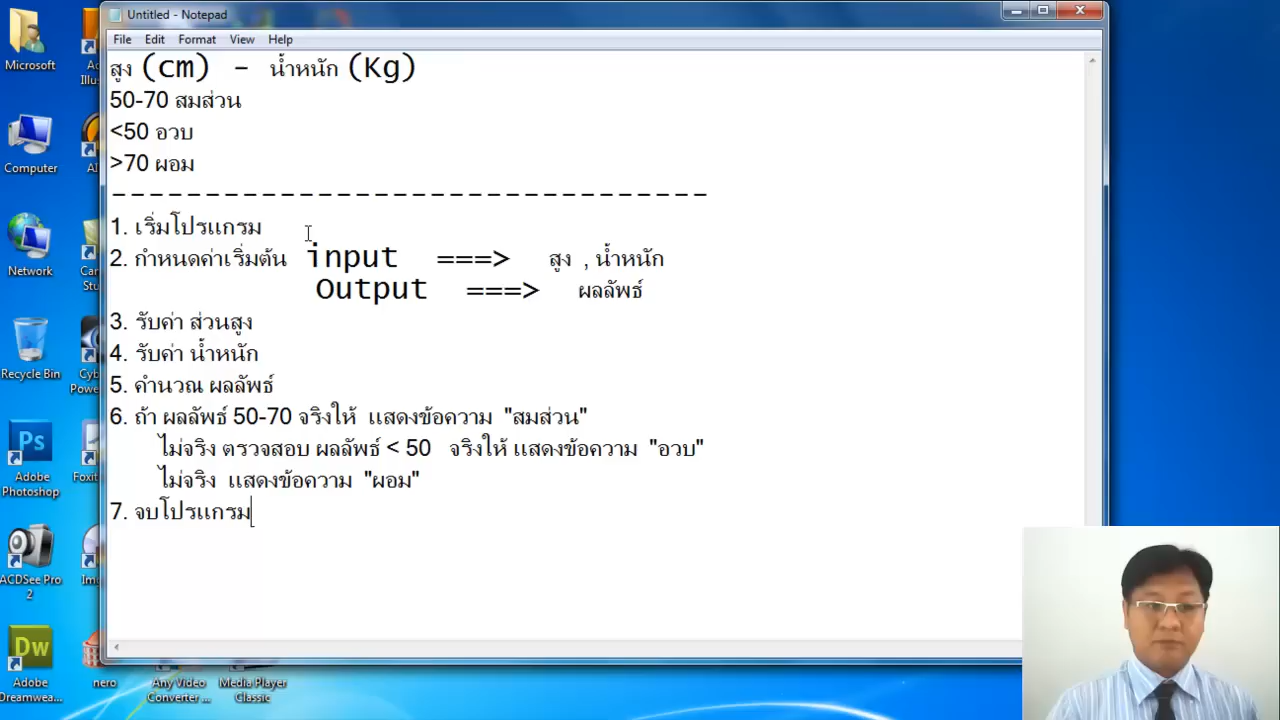 Untitled - Notepad
File Edit Format View Help
สูง (cm) - น้ำหนัก (Kg)
50-70 สมส่วน
<50 อวบ
>70 ผอม
--------------------------------
1. เริ่มโปรแกรม
2. กำหนดค่าเริ่มต้น input ===> สูง , น้ำหนัก
Output ===> ผลลัพธ์
3. รับค่า ส่วนสูง
4. รับค่า น้ำหนัก
5. คำนวณ ผลลัพธ์
6. ถ้า ผลลัพธ์ 50-70 จริงให้ แสดงข้อความ "สมส่วน"
ไม่จริง ตรวจสอบ ผลลัพธ์ < 50 จริงให้ แสดงข้อความ "อวบ"
ไม่จริง แสดงข้อความ "ผอม"
7. จบโปรแกรม
Microsoft
Computer
Network
Recycle Bin
Ps
Adobe
Photoshop
ACDSee Pro
2
Dw
Adobe
Dreamwea...
nero
Any Video
Converter ...
Media Player
Classic